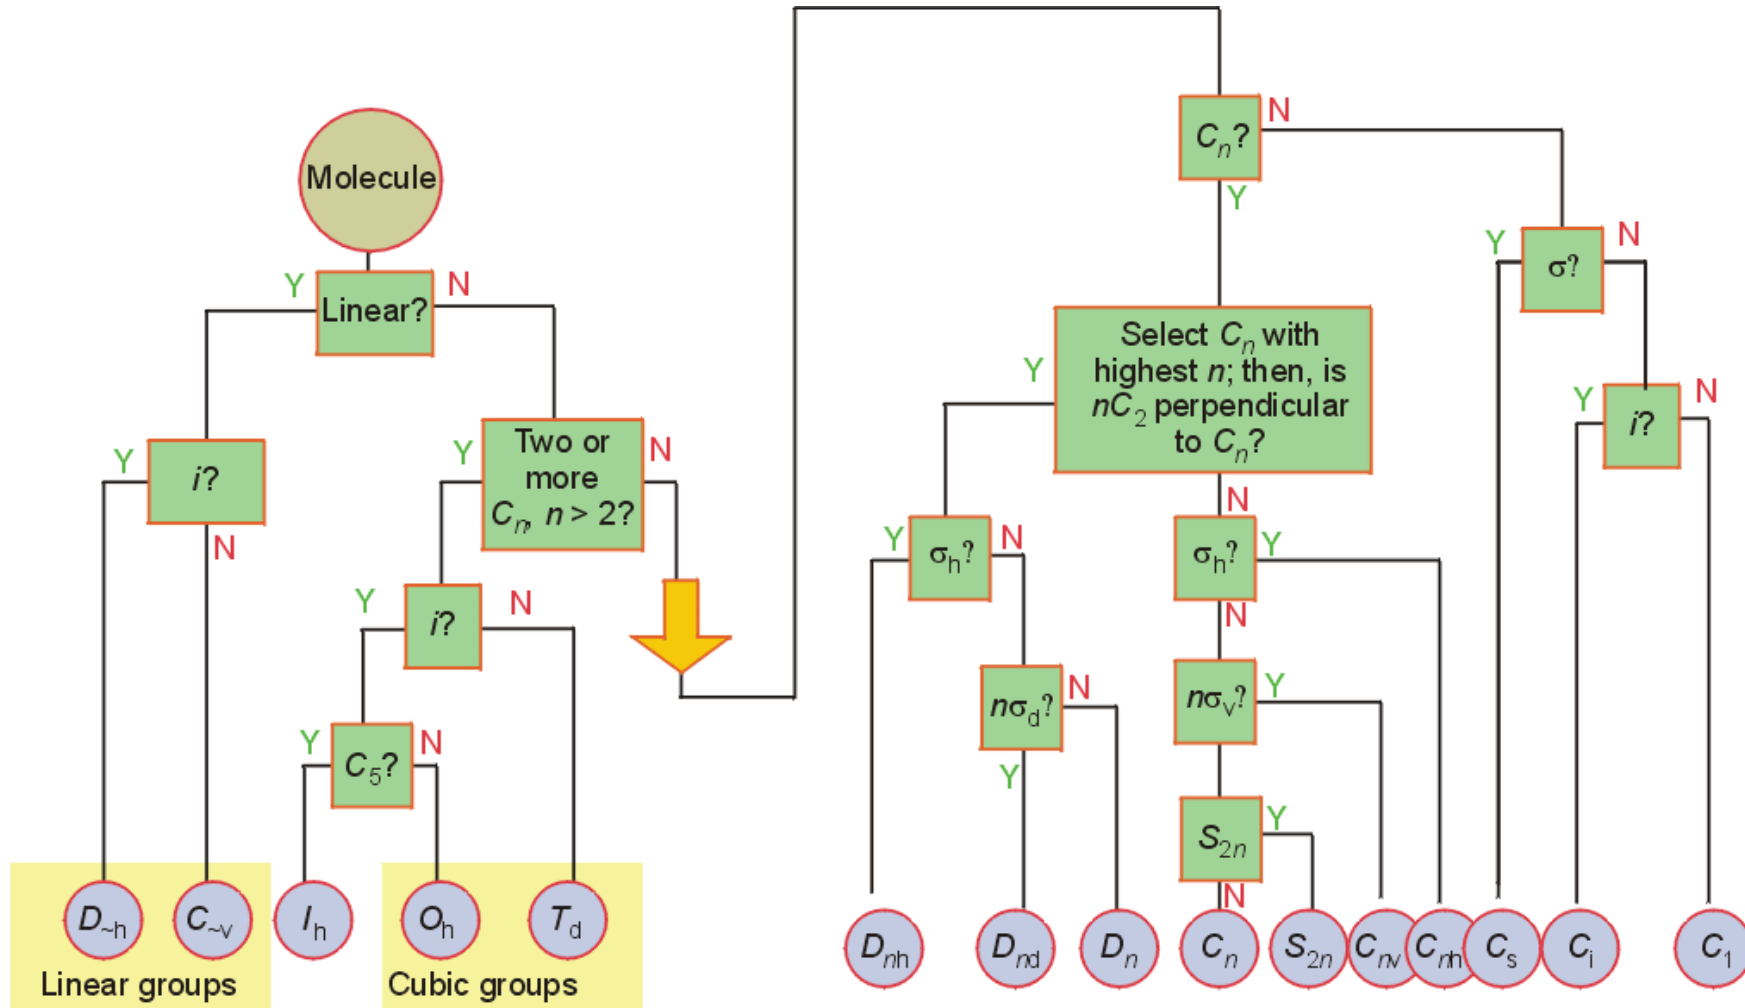 Molecule
Y
Linear?
N
Y
i?
N
Y
Two or
more
Cₙ, n > 2?
N
Y
i?
N
Y
C₅?
N
D~h
C~v
Iₕ
Oₕ
T_d
Linear groups
Cubic groups
Cₙ?
N
Y
Y
σ?
N
Y
i?
N
Y
Select Cₙ with
highest n; then, is
nC₂ perpendicular
to Cₙ?
N
Y
σₕ?
N
nσ_d?
N
Y
σₕ?
Y
N
nσᵥ?
Y
S₂ₙ
Y
N
Dₙₕ
Dₙd
Dₙ
Cₙ
S₂ₙ
Cₙᵥ
Cₙₕ
Cₛ
Cᵢ
C₁